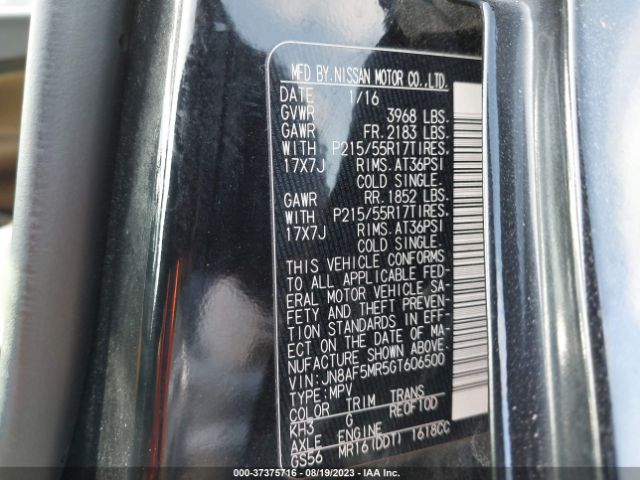 MFD BY.NISSAN MOTOR CO.,LTD.
DATE 1/16
GVWR 3968 LBS.
GAWR FR. 2183 LBS.
WITH P215/55R17TIRES.
17X7J RIMS. AT36PSI
COLD SINGLE.
GAWR RR. 1852 LBS.
WITH P215/55R17TIRES.
17X7J RIMS. AT36PSI
COLD SINGLE.
THIS VEHICLE CONFORMS
TO ALL APPLICABLE FED-
ERAL MOTOR VEHICLE SA-
FETY AND THEFT PREVEN-
TION STANDARDS IN EFF-
ECT ON THE DATE OF MA-
NUFACTURE SHOWN ABOVE.
VIN: JN8AF5MR5GT606500
TYPE: MPV
COLOR TRIM TRANS
KH3 G RE0F10D
AXLE ENGINE
GS56 MR16(DDT) 1618CC
COPART - 37375716 - 08/19/2023 - COPART